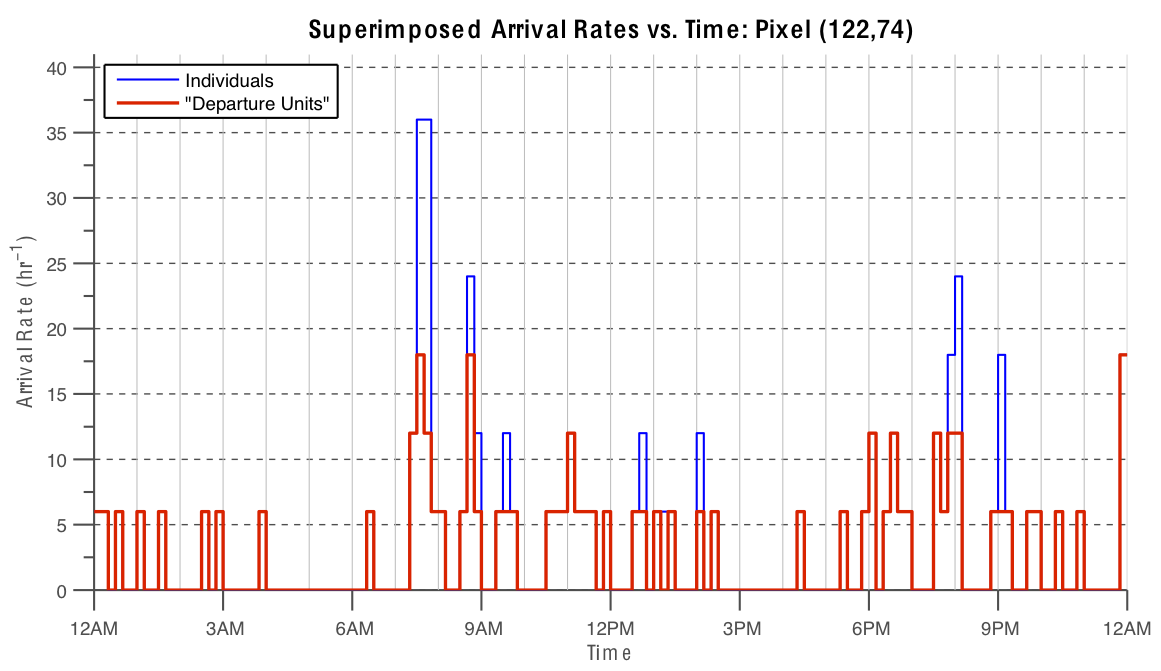 Superimposed Arrival Rates vs. Time: Pixel (122,74)
Individuals
"Departure Units"
Arrival Rate (hr⁻¹)
40
35
30
25
20
15
10
5
0
12AM 3AM 6AM 9AM 12PM 3PM 6PM 9PM 12AM
Time